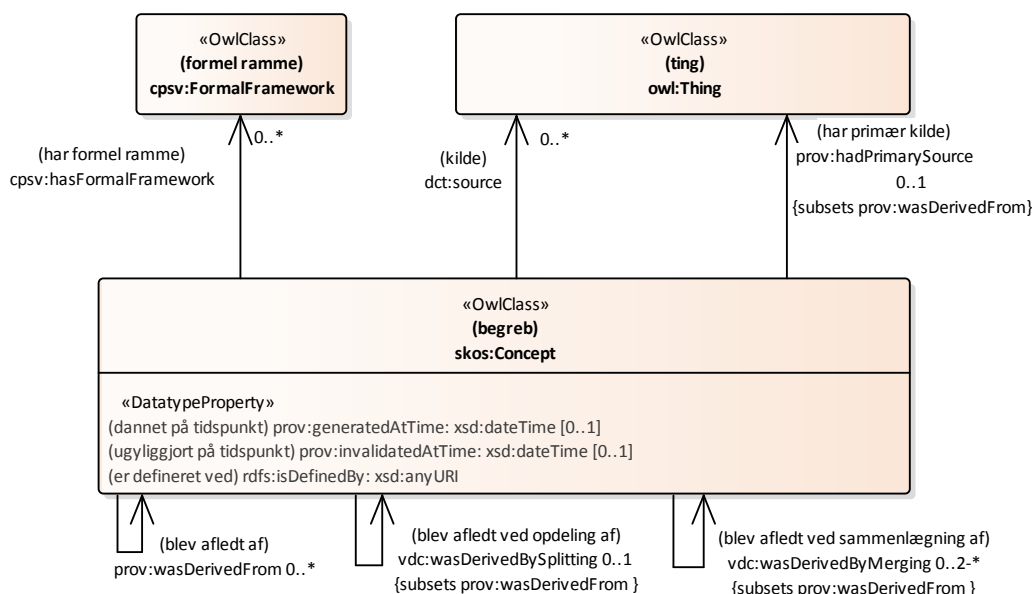 «OwlClass»
(formel ramme)
cpsv:FormalFramework
«OwlClass»
(ting)
owl:Thing
0..*
(har formel ramme)
cpsv:hasFormalFramework
0..*
(kilde)
dct:source
(har primær kilde)
prov:hadPrimarySource
0..1
{subsets prov:wasDerivedFrom}
«OwlClass»
(begreb)
skos:Concept
«DatatypeProperty»
(dannet på tidspunkt) prov:generatedAtTime: xsd:dateTime [0..1]
(ugyliggjort på tidspunkt) prov:invalidatedAtTime: xsd:dateTime [0..1]
(er defineret ved) rdfs:isDefinedBy: xsd:anyURI
(blev afledt af)
prov:wasDerivedFrom 0..*
(blev afledt ved opdeling af)
vdc:wasDerivedBySplitting 0..1
{subsets prov:wasDerivedFrom }
(blev afledt ved sammenlægning af)
vdc:wasDerivedByMerging 0..2-*
{subsets prov:wasDerivedFrom }